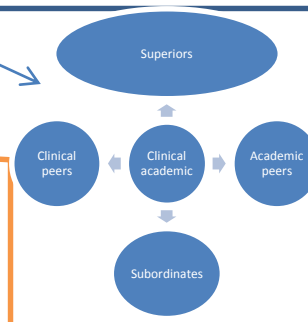 Superiors
Clinical
peers
Clinical
academic
Academic
peers
Subordinates